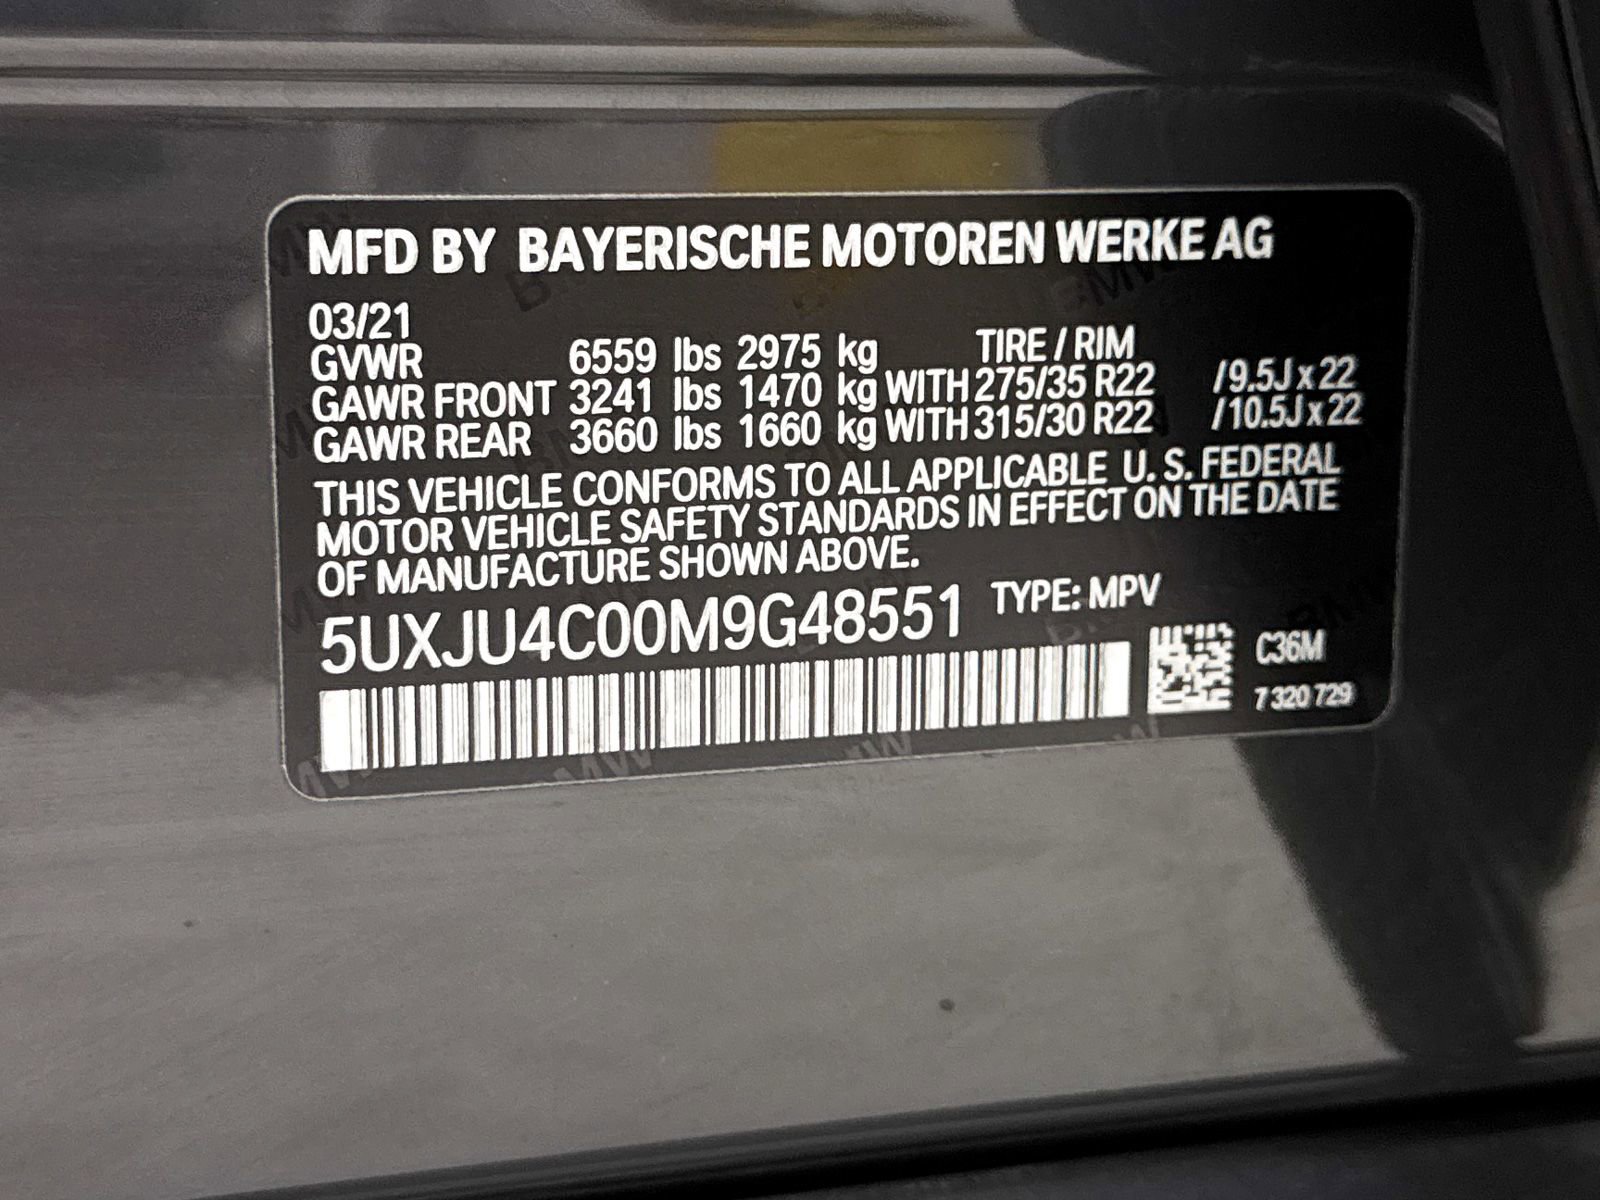 MFD BY BAYERISCHE MOTOREN WERKE AG
03/21
GVWR 6559 lbs 2975 kg TIRE / RIM
GAWR FRONT 3241 lbs 1470 kg WITH 275/35 R22 /9.5J x 22
GAWR REAR 3660 lbs 1660 kg WITH 315/30 R22 /10.5J x 22
THIS VEHICLE CONFORMS TO ALL APPLICABLE U. S. FEDERAL
MOTOR VEHICLE SAFETY STANDARDS IN EFFECT ON THE DATE
OF MANUFACTURE SHOWN ABOVE.
5UXJU4C00M9G48551 TYPE: MPV
C36M
7 320 729